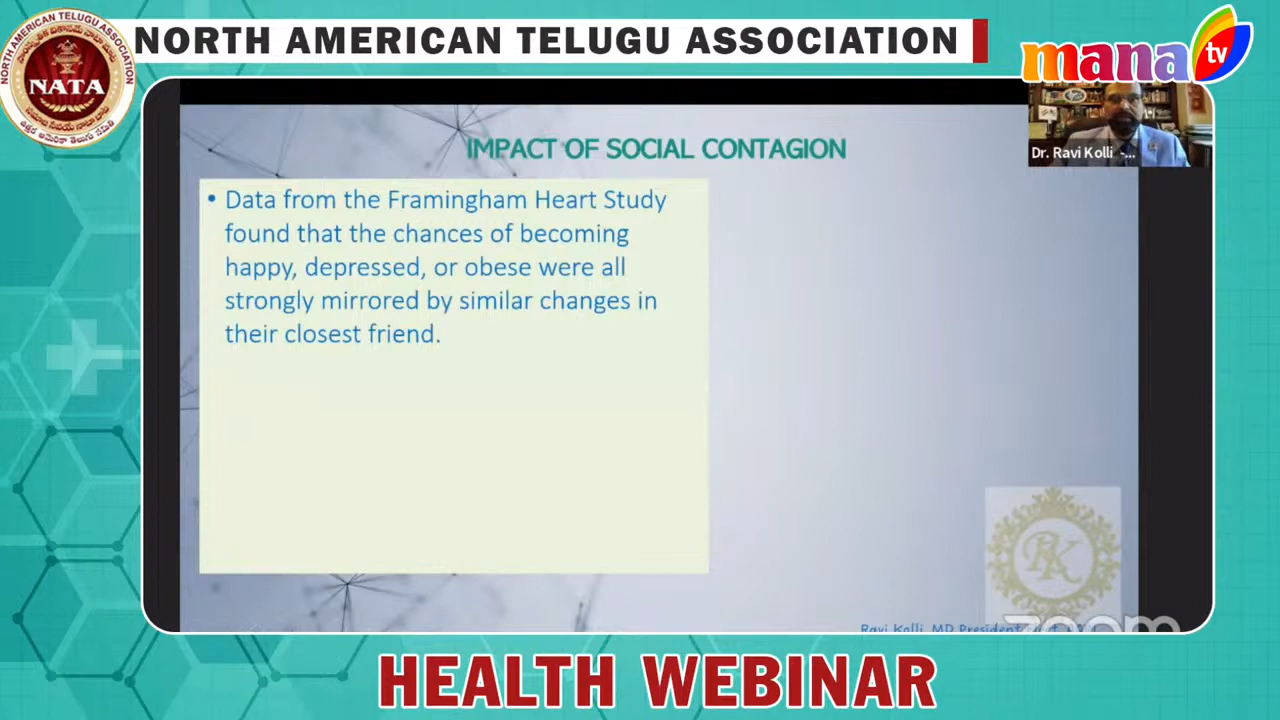 NORTH AMERICAN TELUGU ASSOCIATION
NORTH AMERICAN TELUGU ASSOCIATION
NATA
mana
tv
Dr. Ravi Kolli -...
IMPACT OF SOCIAL CONTAGION
• Data from the Framingham Heart Study
found that the chances of becoming
happy, depressed, or obese were all
strongly mirrored by similar changes in
their closest friend.
RK
zoom
Ravi Kolli, MD President
HEALTH WEBINAR